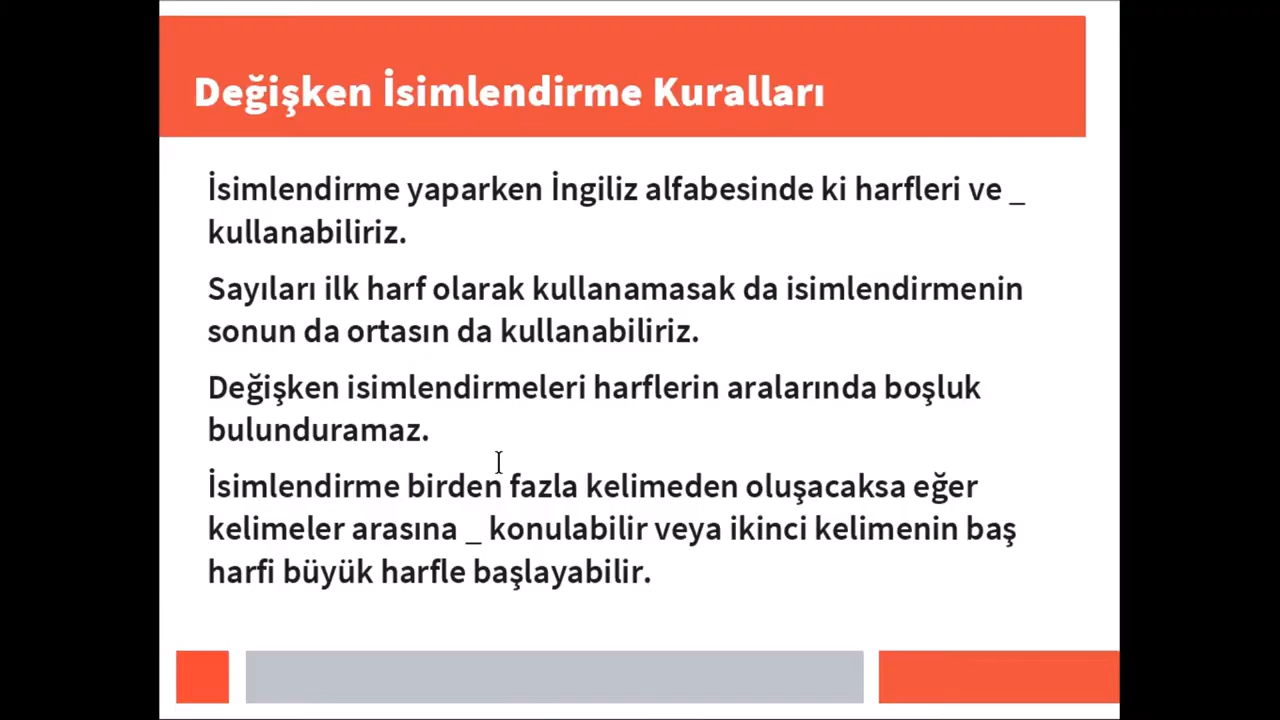 Değişken İsimlendirme Kuralları
İsimlendirme yaparken İngiliz alfabesinde ki harfleri ve _
kullanabiliriz.
Sayıları ilk harf olarak kullanamasak da isimlendirmenin
sonun da ortasın da kullanabiliriz.
Değişken isimlendirmeleri harflerin aralarında boşluk
bulunduramaz.
İsimlendirme birden fazla kelimeden oluşacaksa eğer
kelimeler arasına _ konulabilir veya ikinci kelimenin baş
harfi büyük harfle başlayabilir.